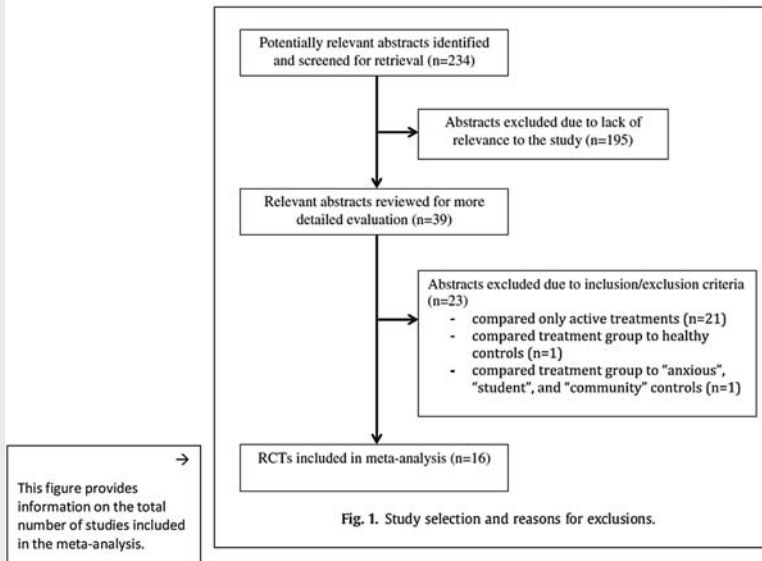 Potentially relevant abstracts identified
and screened for retrieval (n=234)
Abstracts excluded due to lack of
relevance to the study (n=195)
Relevant abstracts reviewed for more
detailed evaluation (n=39)
Abstracts excluded due to inclusion/exclusion criteria
(n=23)
- compared only active treatments (n=21)
- compared treatment group to healthy
controls (n=1)
- compared treatment group to "anxious",
"student", and "community" controls (n=1)
RCTs included in meta-analysis (n=16)
Fig. 1. Study selection and reasons for exclusions.
→
This figure provides
information on the total
number of studies included
in the meta-analysis.